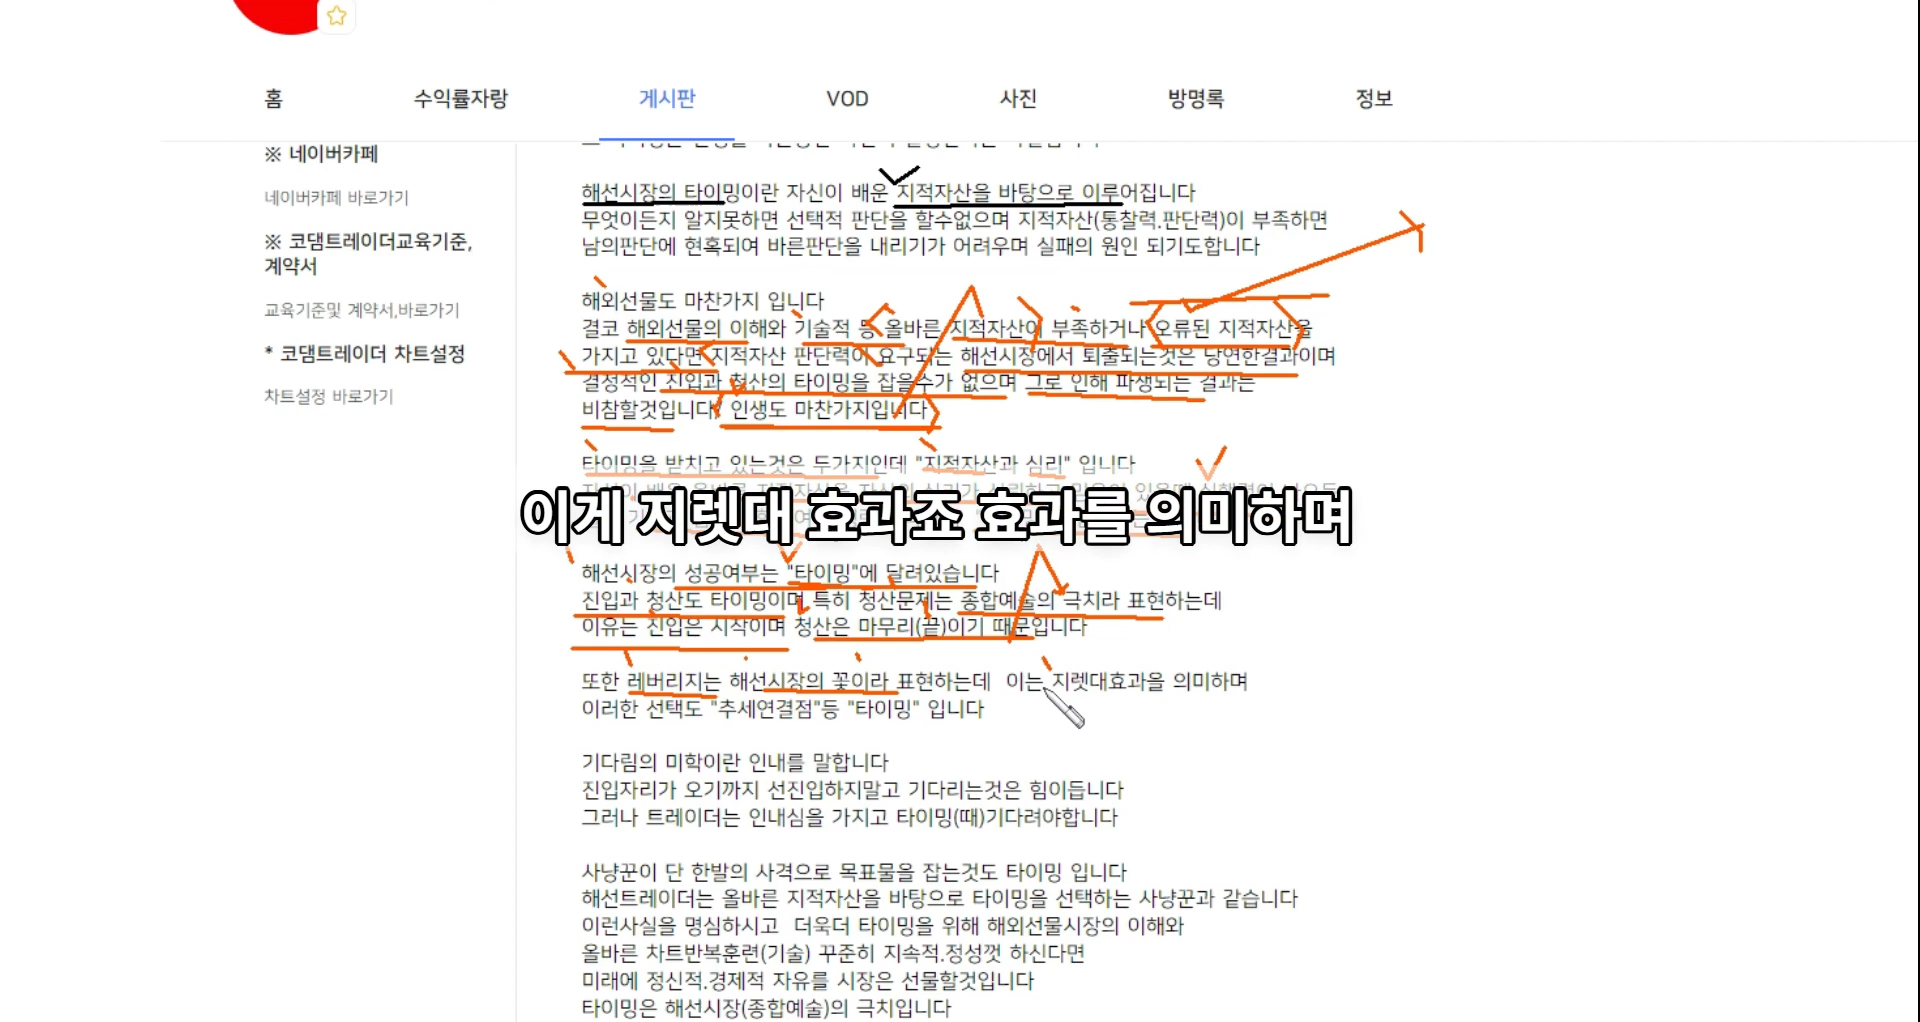 홈
수익률자랑
게시판
VOD
사진
방명록
정보
※ 네이버카페
네이버카페 바로가기
※ 코댐트레이더교육기준,
계약서
교육기준및 계약서,바로가기
* 코댐트레이더 차트설정
차트설정 바로가기
해선시장의 타이밍이란 자신이 배운 지적자산을 바탕으로 이루어집니다
무엇이든지 알지못하면 선택적 판단을 할수없으며 지적자산(통찰력.판단력)이 부족하면
남의판단에 현혹되여 바른판단을 내리기가 어려우며 실패의 원인 되기도합니다
해외선물도 마찬가지 입니다
결코 해외선물의 이해와 기술적 등 올바른 지적자산이 부족하거나 오류된 지적자산을
가지고 있다면 지적자산 판단력이 요구되는 해선시장에서 퇴출되는것은 당연한결과이며
결정적인 진입과 청산의 타이밍을 잡을수가 없으며 그로 인해 파생되는 결과는
비참할것입니다 인생도 마찬가지입니다
타이밍을 받치고 있는것은 두가지인데 "지적자산과 심리" 입니다
이게 지렛대 효과죠 효과를 의미하며
해선시장의 성공여부는 "타이밍"에 달려있습니다
진입과 청산도 타이밍이며 특히 청산문제는 종합예술의 극치라 표현하는데
이유는 진입은 시작이며 청산은 마무리(끝)이기 때문입니다
또한 레버리지는 해선시장의 꽃이라 표현하는데 이는 지렛대효과을 의미하며
이러한 선택도 "추세연결점"등 "타이밍" 입니다
기다림의 미학이란 인내를 말합니다
진입자리가 오기까지 선진입하지말고 기다리는것은 힘이듭니다
그러나 트레이더는 인내심을 가지고 타이밍(때)기다려야합니다
사냥꾼이 단 한발의 사격으로 목표물을 잡는것도 타이밍 입니다
해선트레이더는 올바른 지적자산을 바탕으로 타이밍을 선택하는 사냥꾼과 같습니다
이런사실을 명심하시고 더욱더 타이밍을 위해 해외선물시장의 이해와
올바른 차트반복훈련(기술) 꾸준히 지속적.정성껏 하신다면
미래에 정신적.경제적 자유를 시장은 선물할것입니다
타이밍은 해선시장(종합예술)의 극치입니다